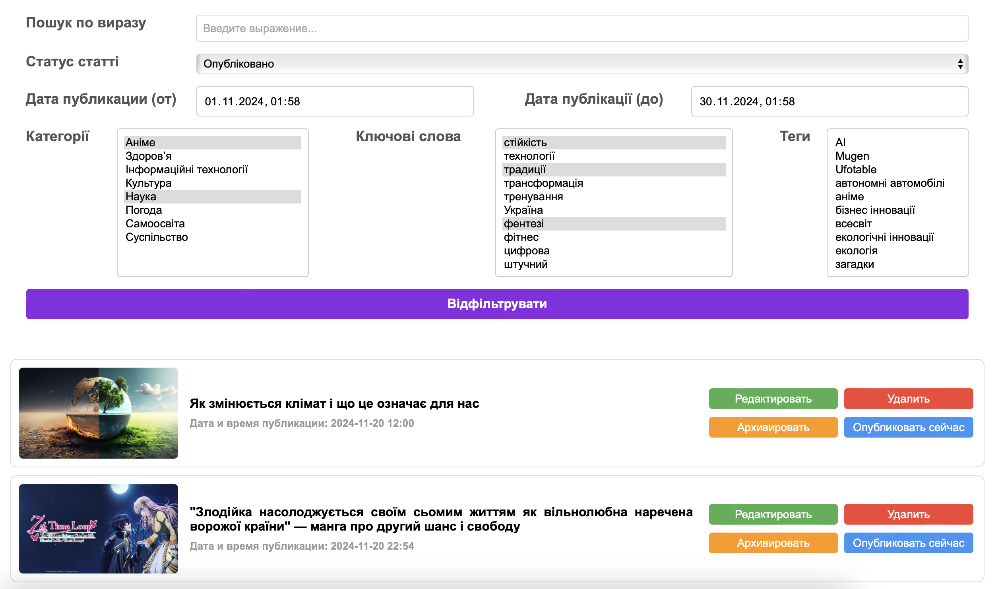 Пошук по виразу
Введите выражение...
Статус статті
Опубліковано
Дата публикации (от)
01.11.2024, 01:58
Дата публікації (до)
30.11.2024, 01:58
Категорії
Аніме
Здоров’я
Інформаційні технології
Культура
Наука
Погода
Самоосвіта
Суспільство
Ключові слова
стійкість
технології
традиції
трансформація
тренування
Україна
фентезі
фітнес
цифрова
штучний
Теги
AI
Mugen
Ufotable
автономні автомобілі
аніме
бізнес інновації
всесвіт
екологічні інновації
екологія
загадки
Відфільтрувати
Як змінюється клімат і що це означає для нас
Дата и время публикации: 2024-11-20 12:00
Редактировать
Удалить
Архивировать
Опубликовать сейчас
7th Time Loop
The Villainess Enjoys a Carefree Life
Married to Her Worst Enemy!
"Злодійка насолоджується своїм сьомим життям як вільнолюбна наречена
ворожої країни" — манга про другий шанс і свободу
Дата и время публикации: 2024-11-20 22:54
Редактировать
Удалить
Архивировать
Опубликовать сейчас